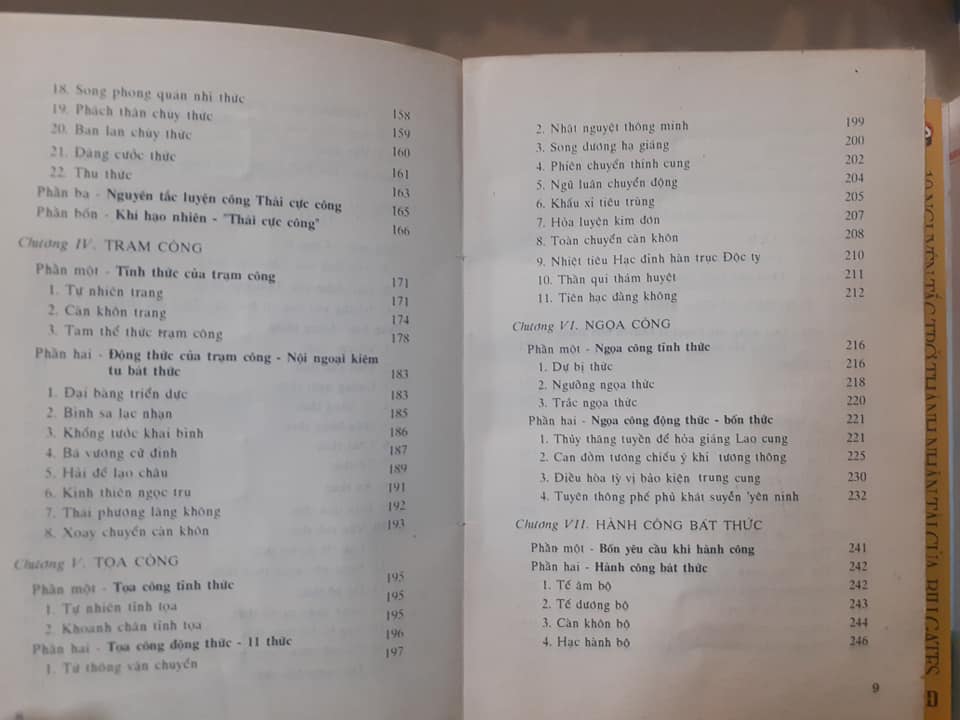 18. Song phong quán nhĩ thức
19. Phách thân chùy thức 158
20. Ban lan chùy thức 159
21. Đăng cước thức 160
22. Thu thức 161
Phần ba - Nguyên tắc luyện công Thái cực công 163
Phần bốn - Khí hạo nhiên - "Thái cực công" 165
166
Chương IV. TRẠM CÔNG
Phần một - Tĩnh thức của trạm công 171
1. Tự nhiên trang 171
2. Càn khôn trang 174
3. Tam thể thức trạm công 178
Phần hai - Động thức của trạm công - Nội ngoại kiêm
tu bát thức 183
1. Đại bàng triển dực 183
2. Bình sa lạc nhạn 185
3. Khổng tước khai bình 186
4. Bá vương cử đỉnh 187
5. Hải để lao châu 189
6. Kình thiên ngọc trụ 191
7. Thái phượng lăng không 192
8. Xoay chuyển càn khôn 193
Chương V. TỌA CÔNG
Phần một - Tọa công tĩnh thức 195
1. Tự nhiên tĩnh tọa 195
2. Khoanh chân tĩnh tọa 195
Phần hai - Tọa công động thức - 11 thức 196
1. Tứ thông vận chuyển 197
2. Nhật nguyệt thông minh 199
3. Song dương hạ giáng 200
4. Phiên chuyển thính cung 202
5. Ngũ luân chuyển động 204
6. Khấu xỉ tiêu trùng 205
7. Hỏa luyện kim đơn 207
8. Toàn chuyển càn khôn 208
9. Nhiệt tiêu Hạc đỉnh hàn trục Độc tỵ 210
10. Thần qui thám huyệt 211
11. Tiên hạc đằng không 212
Chương VI. NGỌA CÔNG
Phần một - Ngọa công tĩnh thức 216
1. Dự bị thức 216
2. Ngưỡng ngọa thức 218
3. Trắc ngọa thức 220
Phần hai - Ngọa công động thức - bốn thức 221
1. Thủy thăng tuyền để hỏa giáng Lao cung 221
2. Can đởm tương chiếu ý khí tương thông 225
3. Điều hòa tỳ vị bảo kiện trung cung 230
4. Tuyên thông phế phủ khát suyễn 'yên ninh 232
Chương VII. HÀNH CÔNG BÁT THỨC
Phần một - Bốn yêu cầu khi hành công 241
Phần hai - Hành công bát thức 242
1. Tế âm bộ 242
2. Tế dương bộ 243
3. Càn khôn bộ 244
4. Hạc hành bộ 246
9
10 NGUYÊN TẮC TRỞ THÀNH NHÂN TÀI CỦA BILL GATES